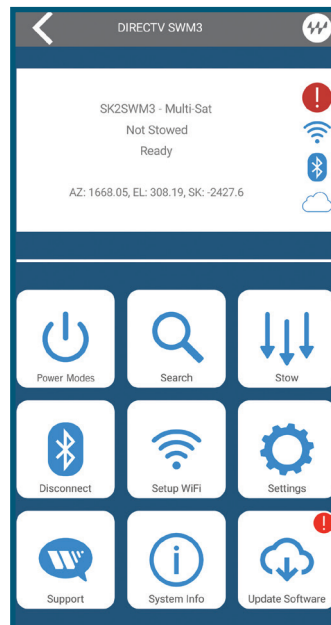 DIRECTV SWM3
SK2SWM3 - Multi-Sat
Not Stowed
Ready
AZ: 1668.05, EL: 308.19, SK: -2427.6
Power Modes
Search
Stow
Disconnect
Setup WiFi
Settings
Support
System Info
Update Software